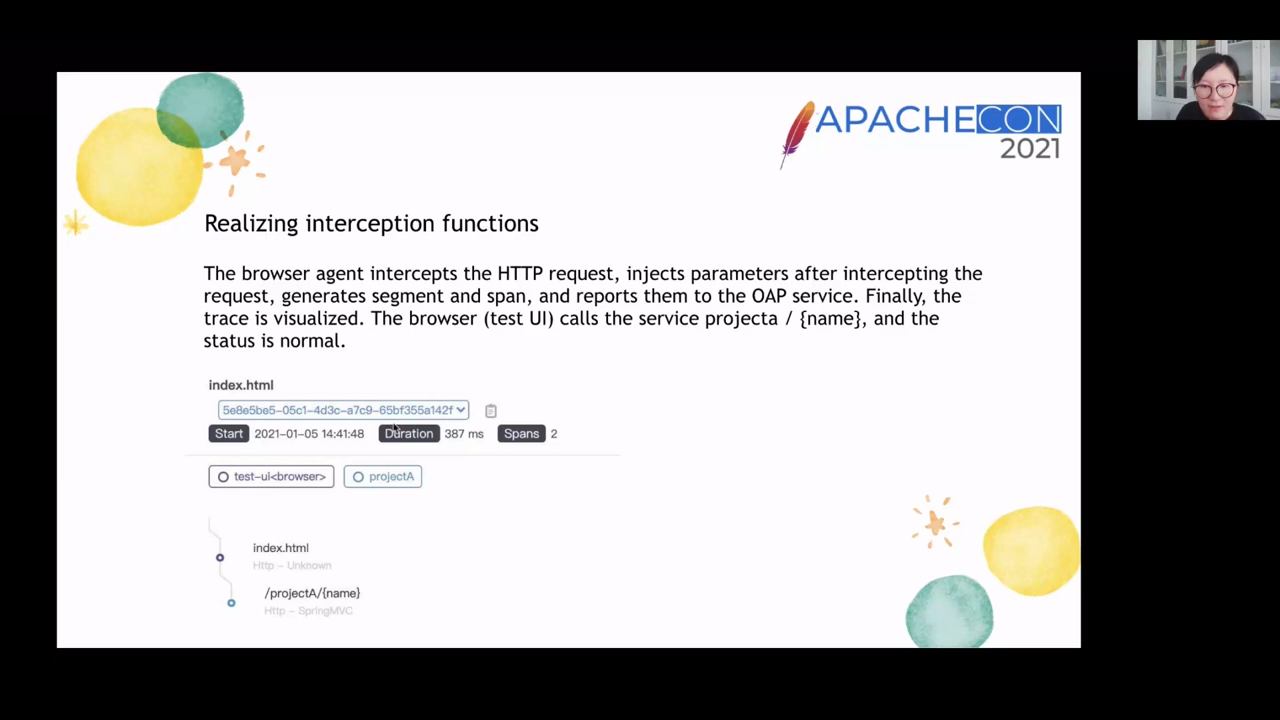 APACHECON
2021
Realizing interception functions
The browser agent intercepts the HTTP request, injects parameters after intercepting the
request, generates segment and span, and reports them to the OAP service. Finally, the
trace is visualized. The browser (test UI) calls the service projecta / {name}, and the
status is normal.
index.html
5e8e5be5-05c1-4d3c-a7c9-65bf355a142f
Start 2021-01-05 14:41:48 Duration 387 ms Spans 2
test-ui<browser> projectA
index.html
Http - Unknown
/projectA/{name}
Http - SpringMVC